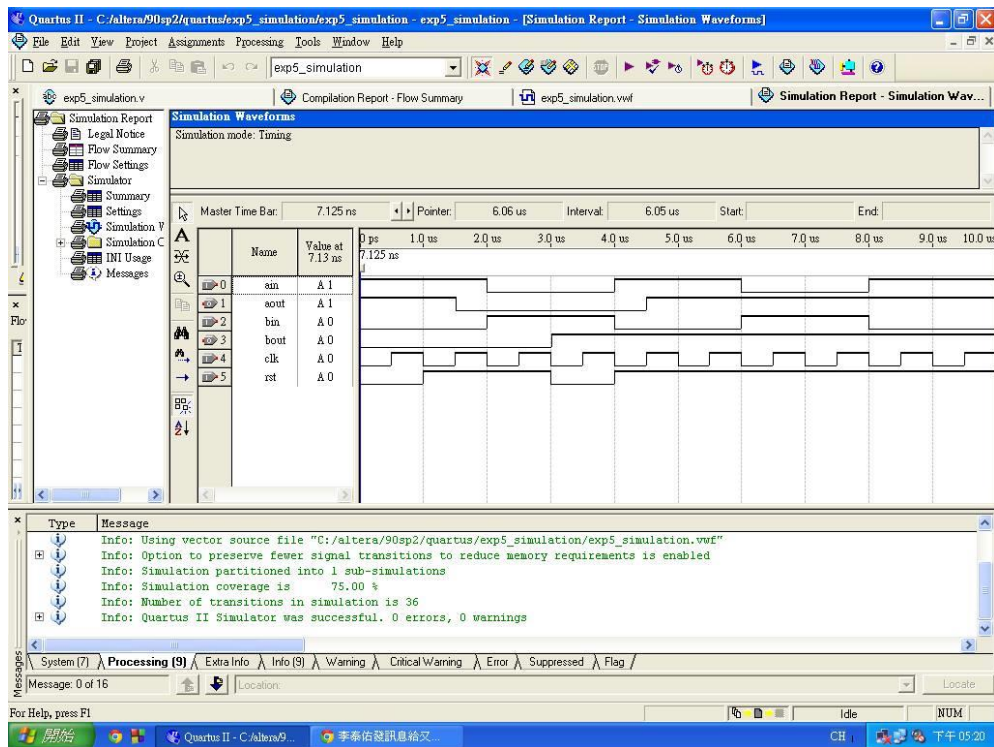 Quartus II - C:/altera/90sp2/quartus/exp5_simulation/exp5_simulation - exp5_simulation - [Simulation Report - Simulation Waveforms]
File Edit View Project Assignments Processing Tools Window Help
exp5_simulation
exp5_simulation.v
Compilation Report - Flow Summary
exp5_simulation.vwf
Simulation Report - Simulation Wav...
Simulation Report
Legal Notice
Flow Summary
Flow Settings
Simulator
Summary
Settings
Simulation
Simulation C
INI Usage
Messages
Simulation Waveforms
Simulation mode: Timing
Master Time Bar: 7.125 ns Pointer: 6.06 us Interval: 6.05 us Start: End:
Name Value at 7.13 ns
0 ps 1.0 us 2.0 us 3.0 us 4.0 us 5.0 us 6.0 us 7.0 us 8.0 us 9.0 us 10.0 us
7.125 ns
0 ain A 1
1 aout A 1
2 bin A 0
3 bout A 0
4 clk A 0
5 rst A 0
Type Message
Info: Using vector source file "C:/altera/90sp2/quartus/exp5_simulation/exp5_simulation.vwf"
Info: Option to preserve fewer signal transitions to reduce memory requirements is enabled
Info: Simulation partitioned into 1 sub-simulations
Info: Simulation coverage is 75.00 %
Info: Number of transitions in simulation is 36
Info: Quartus II Simulator was successful. 0 errors, 0 warnings
System (7) Processing (9) Extra Info Info (9) Warning Critical Warning Error Suppressed Flag
Messages
Message: 0 of 16 Location: Locate
For Help, press F1 Idle NUM
開始 Quartus II - C:/altera/9... 李泰佑發訊息給又... CH 下午 05:20